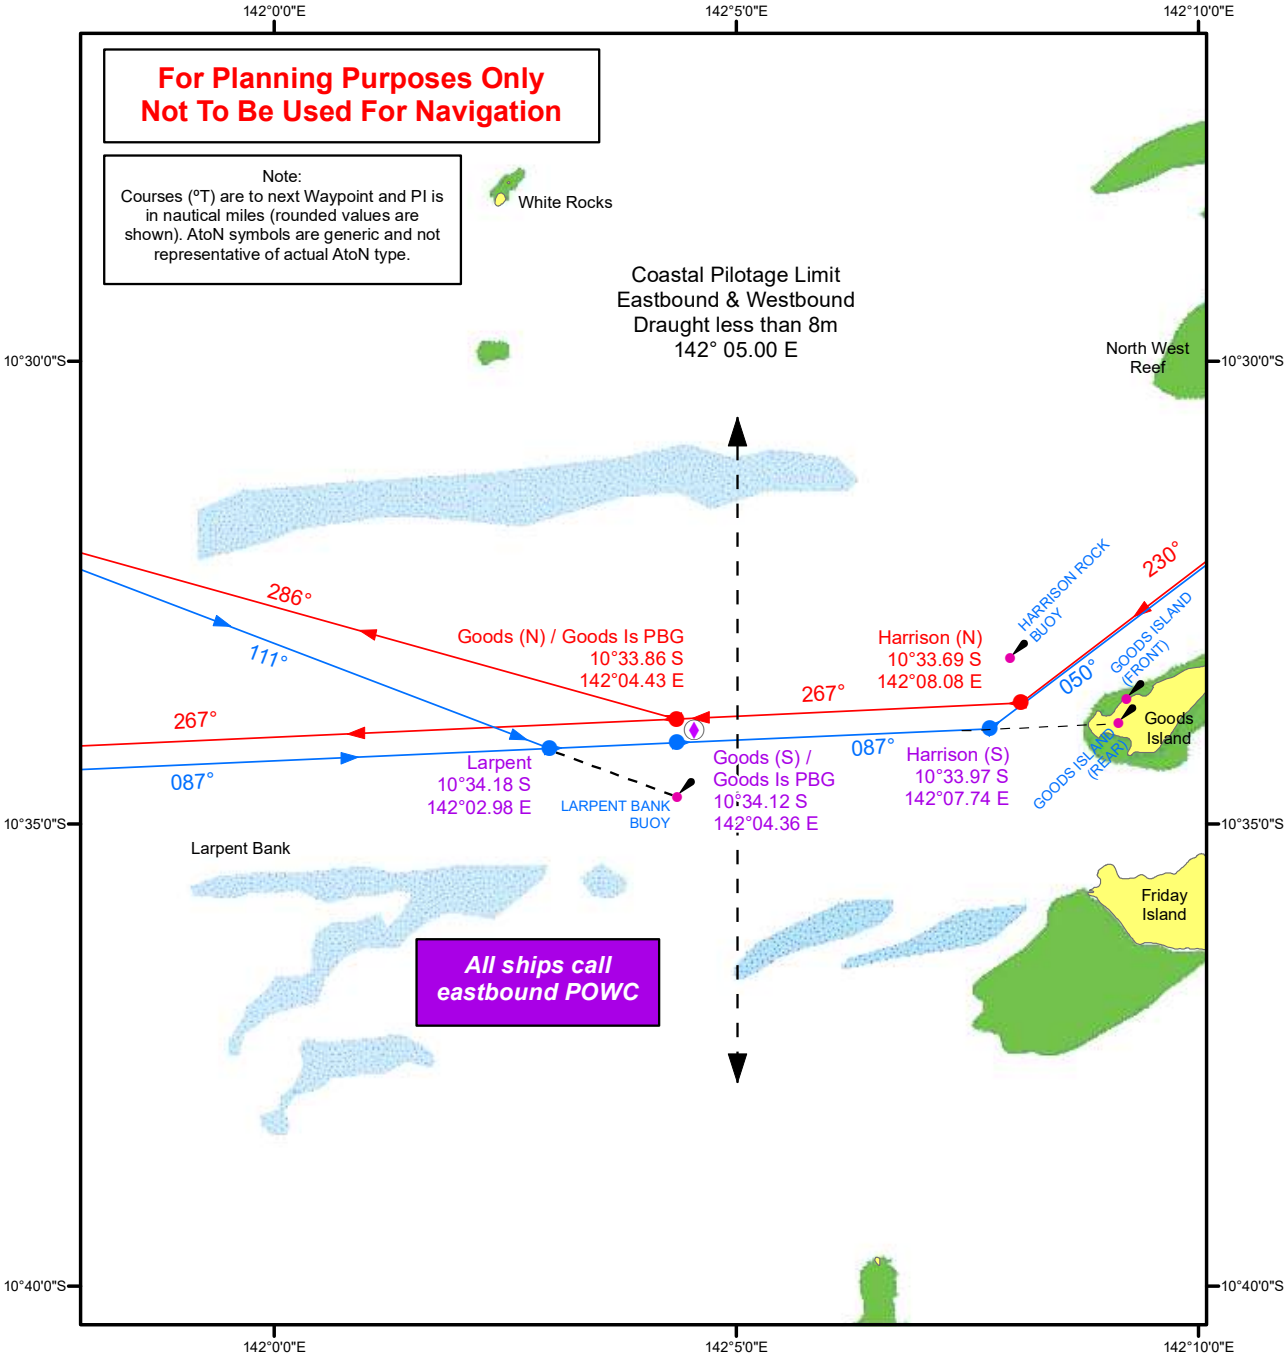 142°0'0"E
142°5'0"E
142°10'0"E
For Planning Purposes Only
Not To Be Used For Navigation
Note:
Courses (ºT) are to next Waypoint and PI is
in nautical miles (rounded values are
shown). AtoN symbols are generic and not
representative of actual AtoN type.
White Rocks
Coastal Pilotage Limit
Eastbound & Westbound
Draught less than 8m
142° 05.00 E
North West
Reef
10°30'0"S
10°30'0"S
HARRISON ROCK
BUOY
230°
286°
111°
Goods (N) / Goods Is PBG
10°33.86 S
142°04.43 E
Harrison (N)
10°33.69 S
142°08.08 E
GOODS ISLAND
(FRONT)
050°
267°
267°
087°
087°
Goods
Island
GOODS ISLAND
(REAR)
Larpent
10°34.18 S
142°02.98 E
LARPENT BANK
BUOY
Goods (S) /
Goods Is PBG
10°34.12 S
142°04.36 E
Harrison (S)
10°33.97 S
142°07.74 E
10°35'0"S
10°35'0"S
Larpent Bank
Friday
Island
All ships call
eastbound POWC
10°40'0"S
10°40'0"S
142°0'0"E
142°5'0"E
142°10'0"E